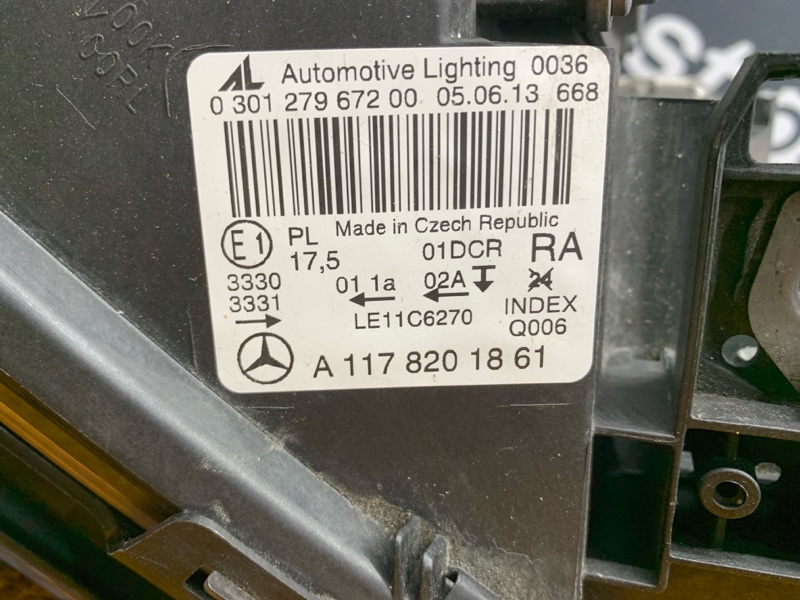 AL Automotive Lighting 0036
0 301 279 672 00 05.06.13 668
Made in Czech Republic
E1 PL 01DCR RA
17,5
3330 01 1a 02A 24
3331 INDEX
LE11C6270 Q006
A 117 820 18 61